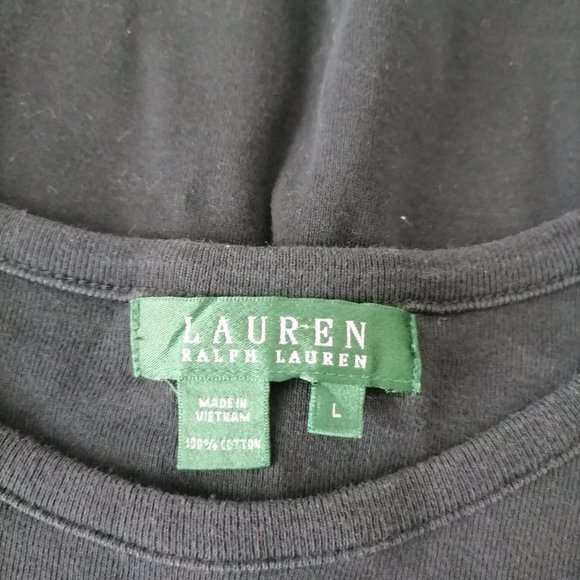 LAUREN
RALPH LAUREN
MADE IN
VIETNAM
100% COTTON
L